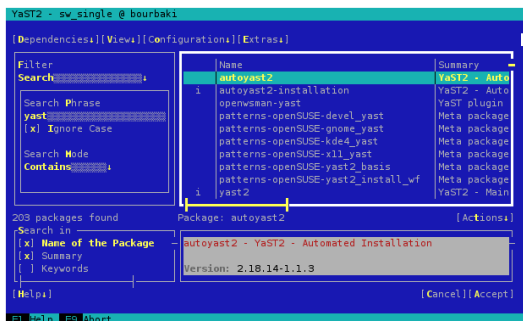 YaST2 - sw_single @ bourbaki
[Dependencies↓][View↓][Configuration↓][Extras↓]
Filter
Search ↓
Search Phrase
yast
[x] Ignore Case
Search Mode
Contains ↓
Name Summary
autoyast2 YaST2 - Auto
i autoyast2-installation YaST2 - Auto
openwsman-yast YaST plugin
patterns-openSUSE-devel_yast Meta package
patterns-openSUSE-gnome_yast Meta package
patterns-openSUSE-kde4_yast Meta package
patterns-openSUSE-x11_yast Meta package
patterns-openSUSE-yast2_basis Meta package
patterns-openSUSE-yast2_install_wf Meta package
i yast2 YaST2 - Main
203 packages found Package: autoyast2 [Actions↓]
Search in
[x] Name of the Package
[x] Summary
[ ] Keywords
autoyast2 - YaST2 - Automated Installation
Version: 2.18.14-1.1.3
[Help↓] [Cancel][Accept]
F1 Help F9 Abort